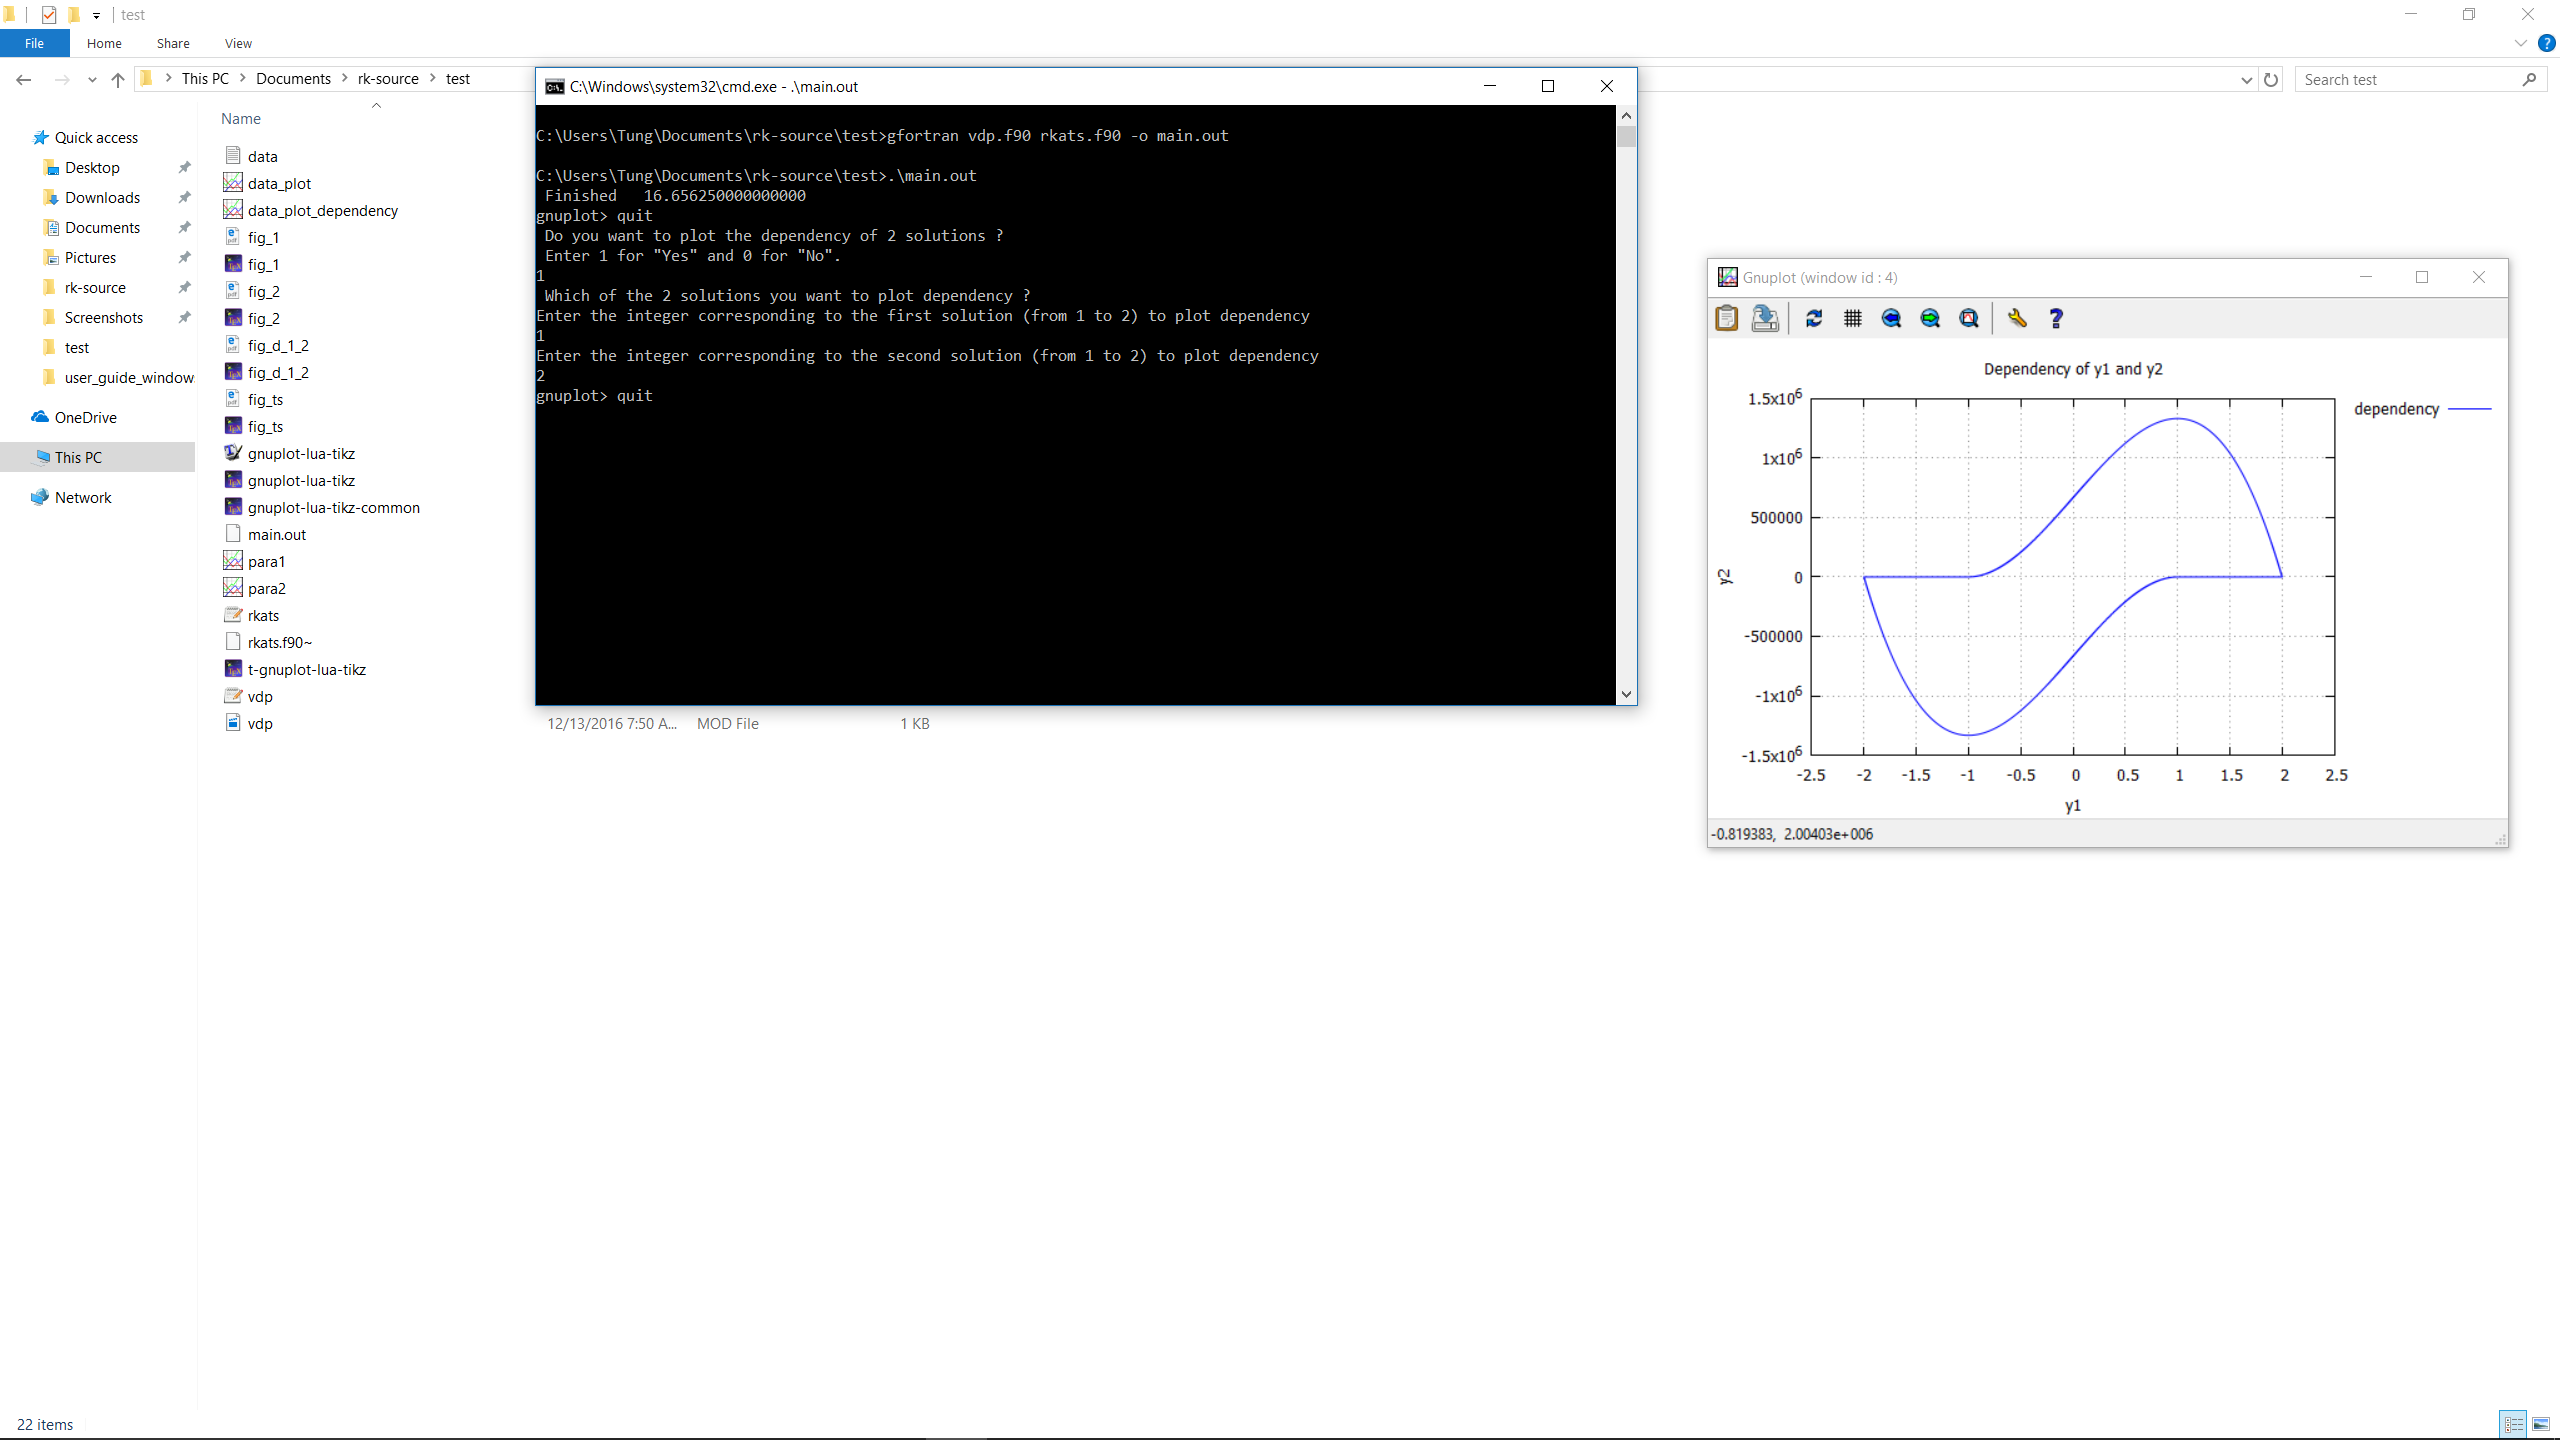 test
File Home Share View
This PC Documents rk-source test
Search test
Name
Quick access
Desktop
Downloads
Documents
Pictures
rk-source
Screenshots
test
user_guide_window
OneDrive
This PC
Network
data
data_plot
data_plot_dependency
fig_1
fig_1
fig_2
fig_2
fig_d_1_2
fig_d_1_2
fig_ts
fig_ts
gnuplot-lua-tikz
gnuplot-lua-tikz
gnuplot-lua-tikz-common
main.out
para1
para2
rkats
rkats.f90~
t-gnuplot-lua-tikz
vdp
vdp 12/13/2016 7:50 A... MOD File 1 KB
22 items
C:\Windows\system32\cmd.exe - .\main.out
C:\Users\Tung\Documents\rk-source\test>gfortran vdp.f90 rkats.f90 -o main.out
C:\Users\Tung\Documents\rk-source\test>.\main.out
Finished 16.656250000000000
gnuplot> quit
Do you want to plot the dependency of 2 solutions ?
Enter 1 for "Yes" and 0 for "No".
1
Which of the 2 solutions you want to plot dependency ?
Enter the integer corresponding to the first solution (from 1 to 2) to plot dependency
1
Enter the integer corresponding to the second solution (from 1 to 2) to plot dependency
2
gnuplot> quit
Gnuplot (window id : 4)
Dependency of y1 and y2
dependency
1.5x10⁶
1x10⁶
500000
0
-500000
-1x10⁶
-1.5x10⁶
y2
-2.5 -2 -1.5 -1 -0.5 0 0.5 1 1.5 2 2.5
y1
-0.819383, 2.00403e+006